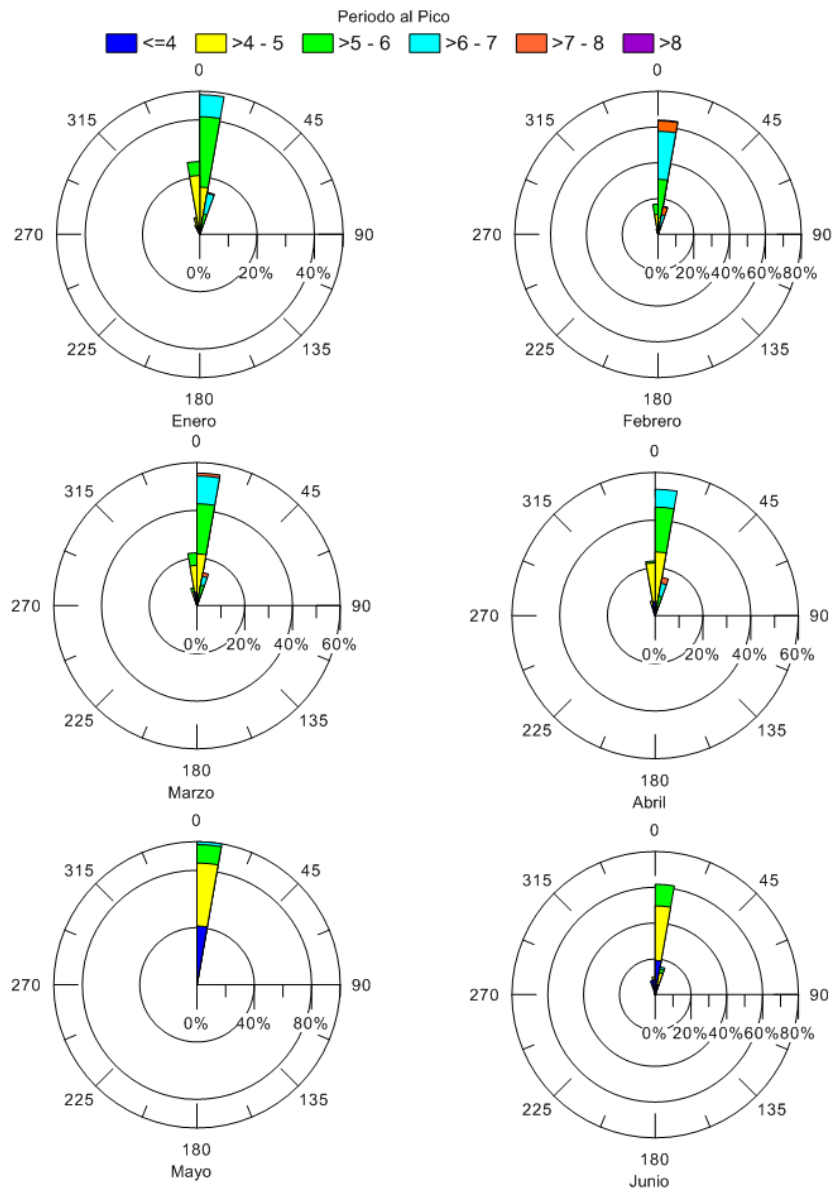 Periodo al Pico
<=4 >4 - 5 >5 - 6 >6 - 7 >7 - 8 >8
0 0
315 45 315 45
270 90 270 90
0% 20% 40% 0% 20% 40% 60% 80%
225 135 225 135
180 180
Enero Febrero
0 0
315 45 315 45
270 90 270 90
0% 20% 40% 60% 0% 20% 40% 60%
225 135 225 135
180 180
Marzo Abril
0 0
315 45 315 45
270 90 270 90
0% 40% 80% 0% 20% 40% 60% 80%
225 135 225 135
180 180
Mayo Junio